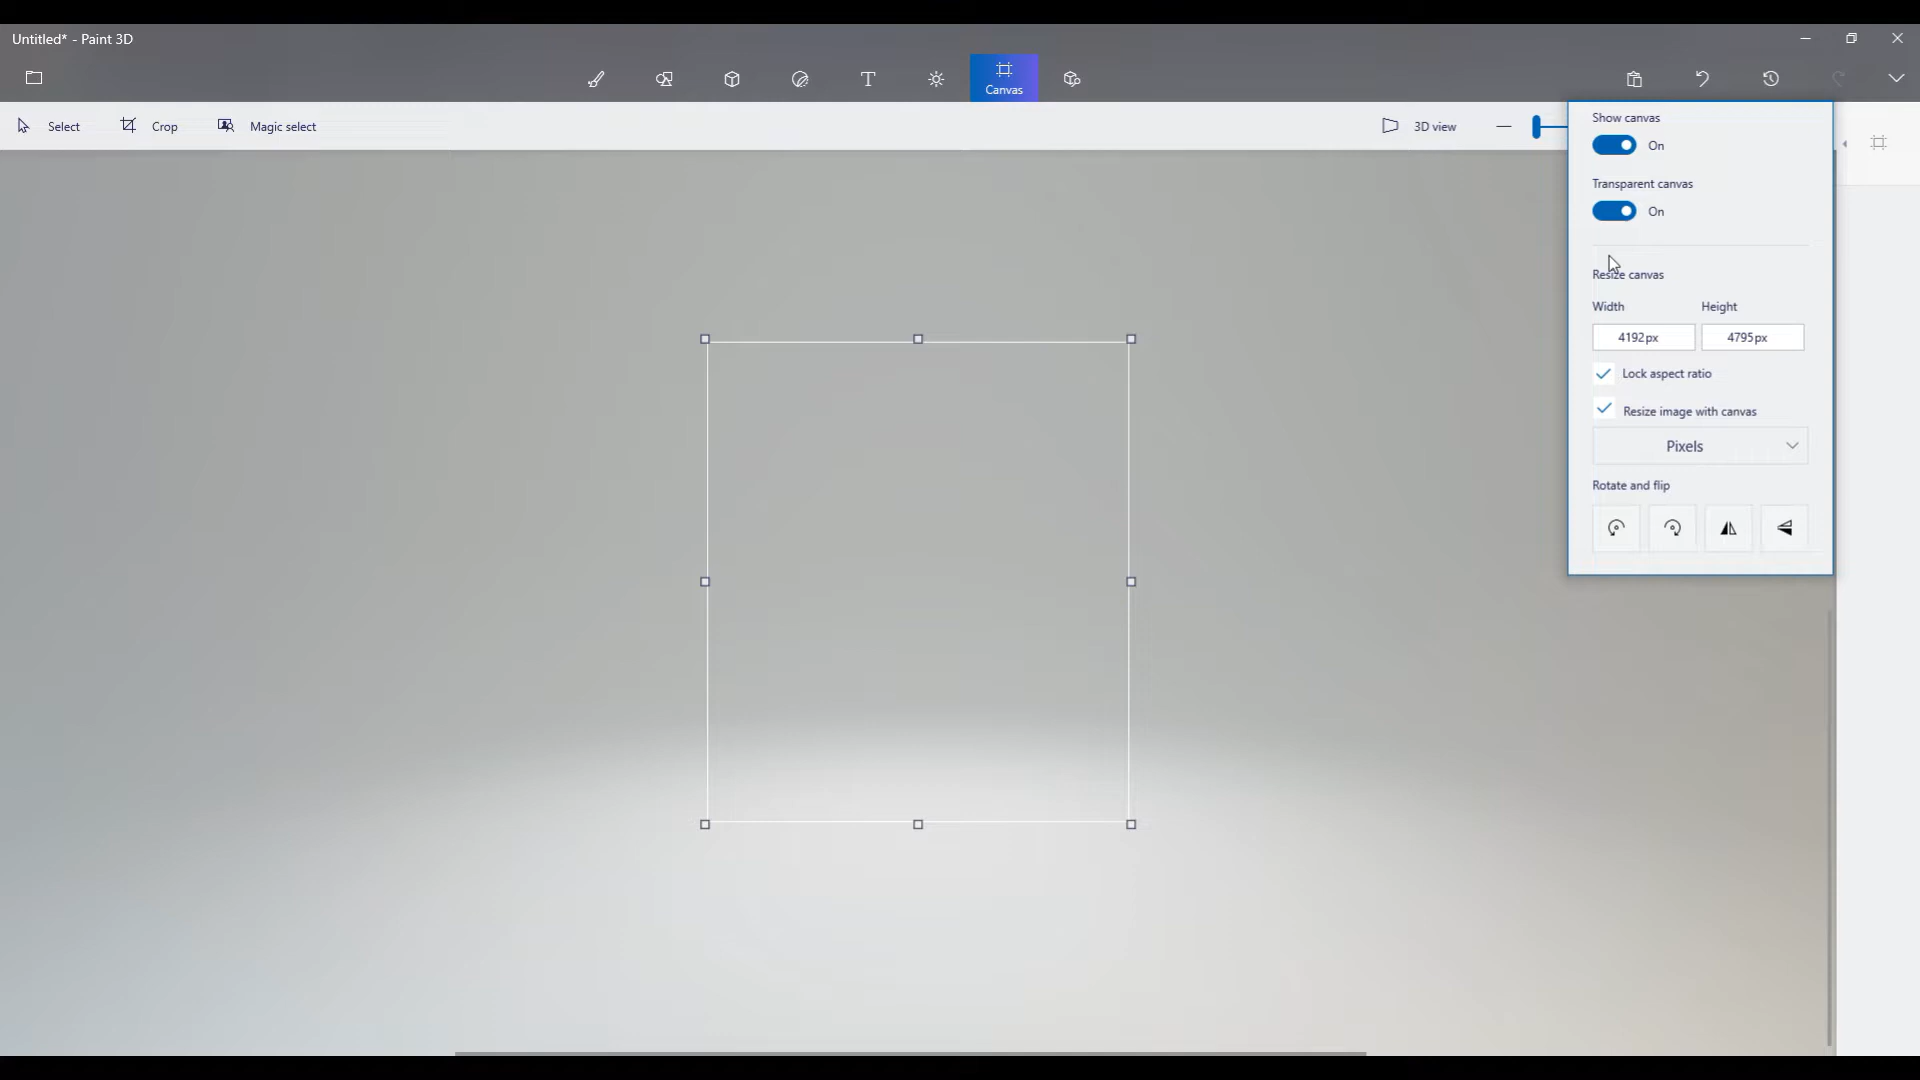 Untitled* - Paint 3D
Canvas
Select
Crop
Magic select
3D view
Show canvas
On
Transparent canvas
On
Resize canvas
Width Height
4192px 4795px
Lock aspect ratio
Resize image with canvas
Pixels
Rotate and flip